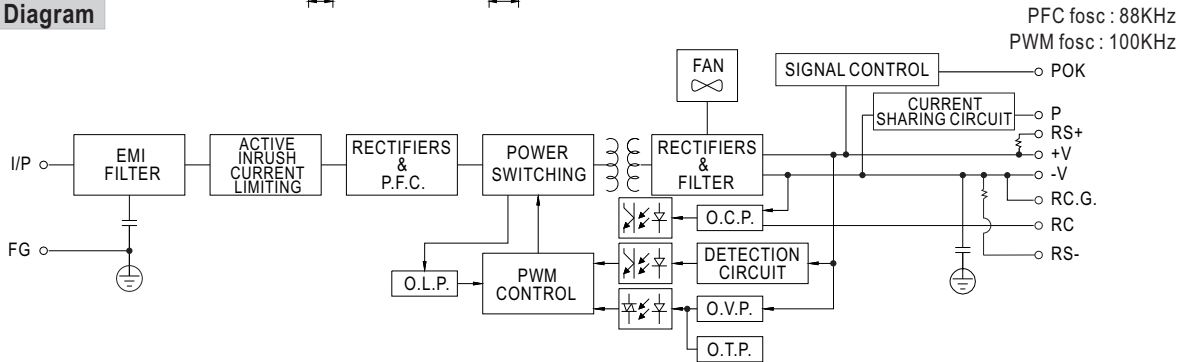 Diagram
PFC fosc : 88KHz
PWM fosc : 100KHz
FAN
SIGNAL CONTROL
POK
CURRENT
SHARING CIRCUIT
P
RS+
I/P
EMI
FILTER
ACTIVE
INRUSH
CURRENT
LIMITING
RECTIFIERS
&
P.F.C.
POWER
SWITCHING
RECTIFIERS
&
FILTER
+V
-V
RC.G.
O.C.P.
RC
FG
RS-
O.L.P.
PWM
CONTROL
DETECTION
CIRCUIT
O.V.P.
O.T.P.